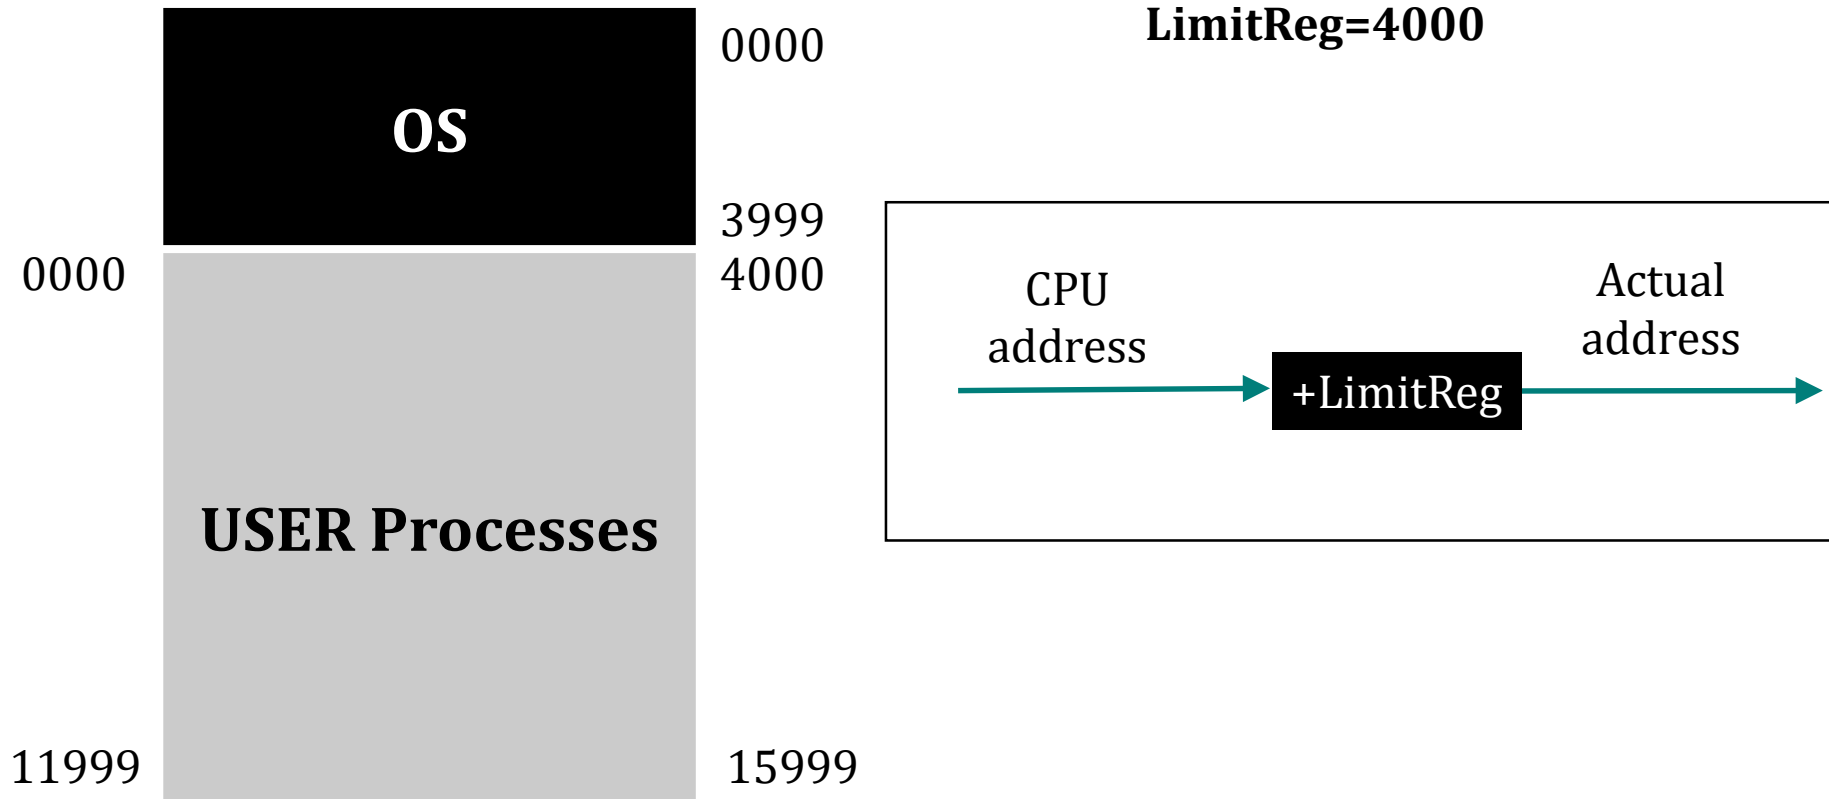 LimitReg=4000
0000
OS
3999
0000
4000
CPU
address
Actual
address
+LimitReg
USER Processes
11999
15999